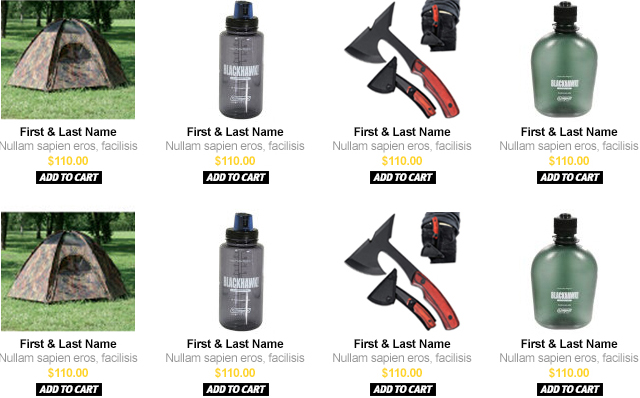 BLACKHAWK!
BLACKHAWK!
First & Last Name First & Last Name First & Last Name First & Last Name
Nullam sapien eros, facilisis Nullam sapien eros, facilisis Nullam sapien eros, facilisis Nullam sapien eros, facilisis
$110.00 $110.00 $110.00 $110.00
ADD TO CART ADD TO CART ADD TO CART ADD TO CART
BLACKHAWK!
BLACKHAWK!
First & Last Name First & Last Name First & Last Name First & Last Name
Nullam sapien eros, facilisis Nullam sapien eros, facilisis Nullam sapien eros, facilisis Nullam sapien eros, facilisis
$110.00 $110.00 $110.00 $110.00
ADD TO CART ADD TO CART ADD TO CART ADD TO CART